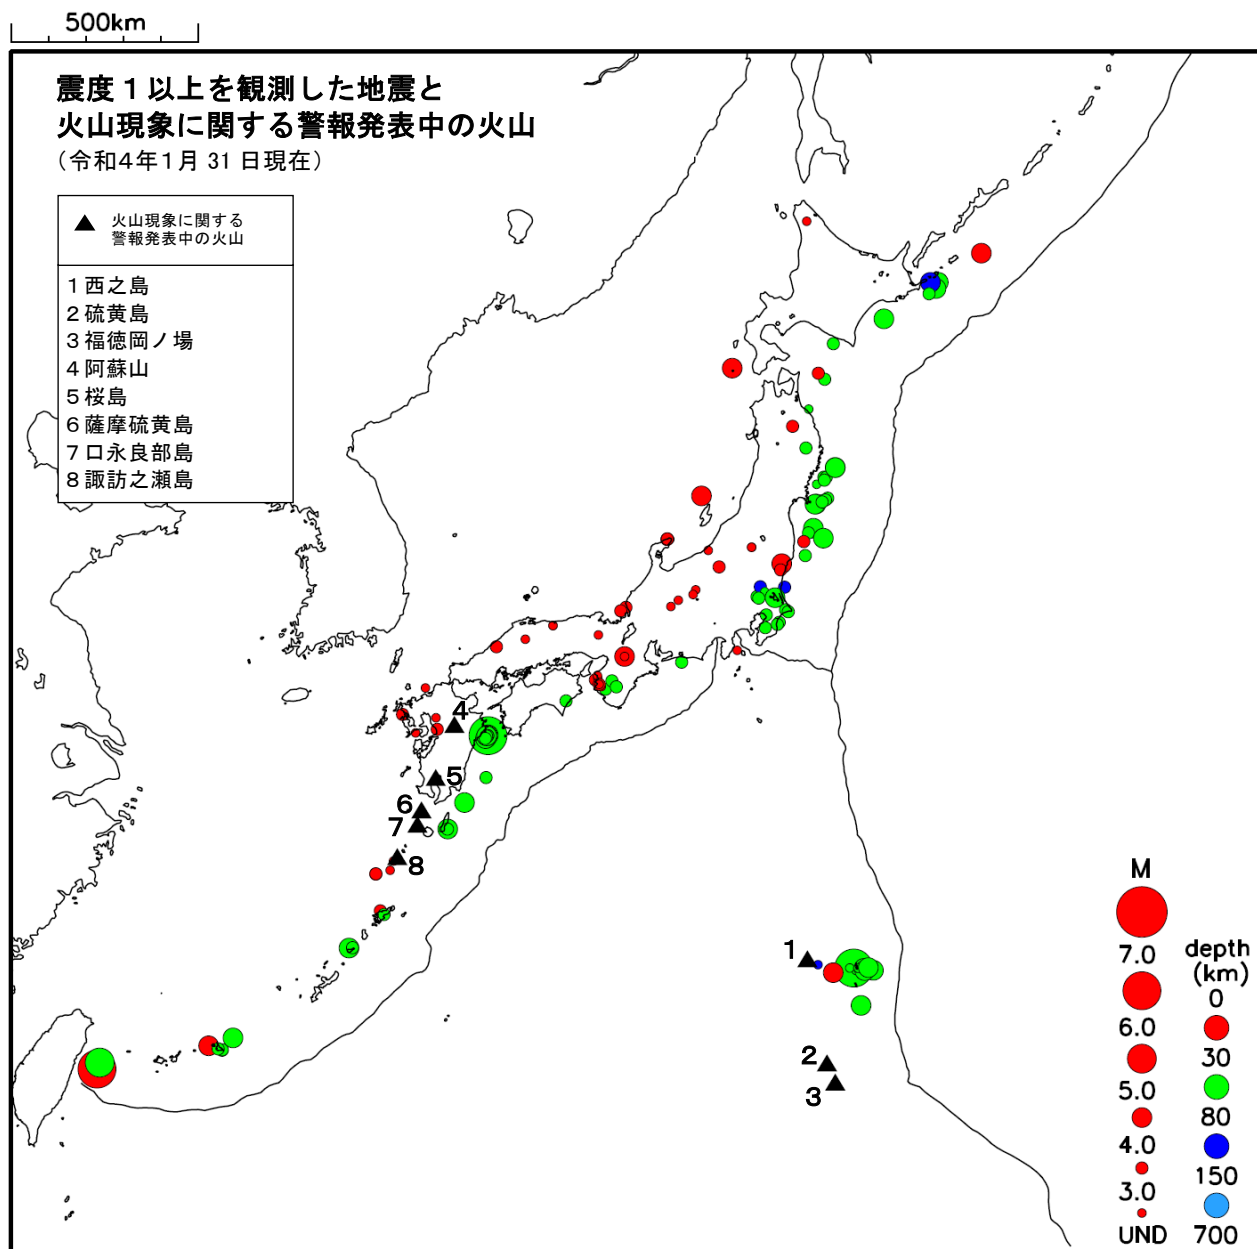 500km
震度1以上を観測した地震と
火山現象に関する警報発表中の火山
(令和4年1月31日現在)
▲ 火山現象に関する
警報発表中の火山
1西之島
2硫黄島
3福徳岡ノ場
4阿蘇山
5桜島
6薩摩硫黄島
7口永良部島
8諏訪之瀬島
4
5
6
7
8
1
2
3
M
7.0
6.0
5.0
4.0
3.0
UND
depth
(km)
0
30
80
150
700